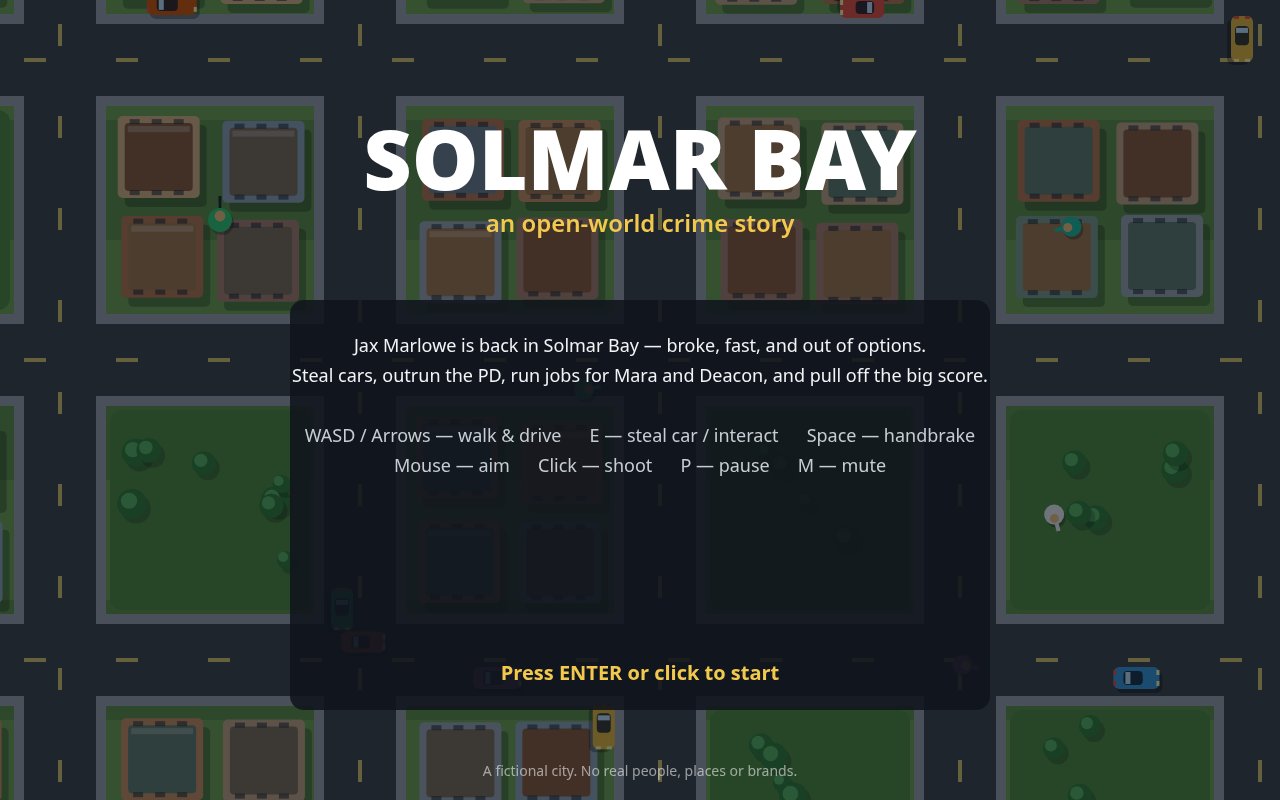 SOLMAR BAY
an open-world crime story
Jax Marlowe is back in Solmar Bay — broke, fast, and out of options.
Steal cars, outrun the PD, run jobs for Mara and Deacon, and pull off the big score.
WASD / Arrows — walk & drive E — steal car / interact Space — handbrake
Mouse — aim Click — shoot P — pause M — mute
Press ENTER or click to start
A fictional city. No real people, places or brands.